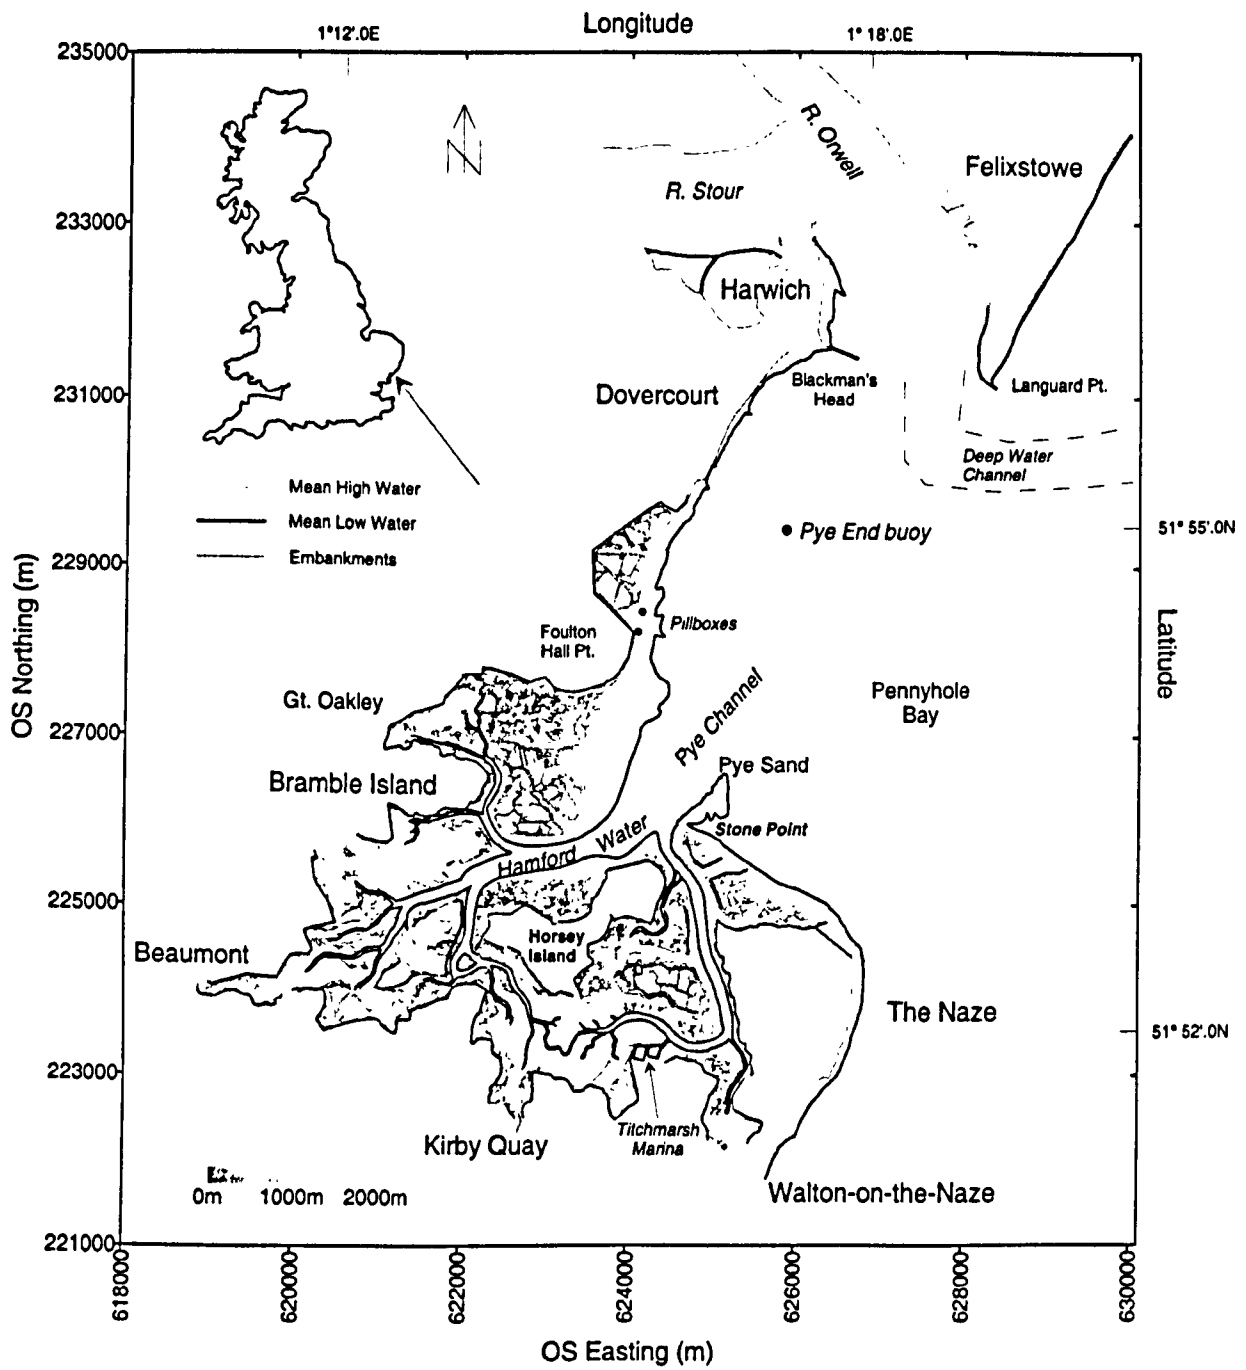 Longitude
1°12'.0E
1°18'.0E
235000
233000
231000
229000
227000
225000
223000
221000
OS Northing (m)
N
R. Orwell
Felixstowe
R. Stour
Harwich
Blackman's
Head
Dovercourt
Languard Pt.
Deep Water
Channel
Mean High Water
Mean Low Water
Embankments
Pye End buoy
51° 55'.0N
Latitude
Foulton
Hall Pt.
Pillboxes
Gt. Oakley
Pye Channel
Pennyhole
Bay
Pye Sand
Bramble Island
Stone Point
Hamford Water
Horsey
Island
Beaumont
The Naze
51° 52'.0N
Titchmarsh
Marina
Kirby Quay
Walton-on-the-Naze
0m 1000m 2000m
618000
620000
622000
624000
626000
628000
630000
OS Easting (m)